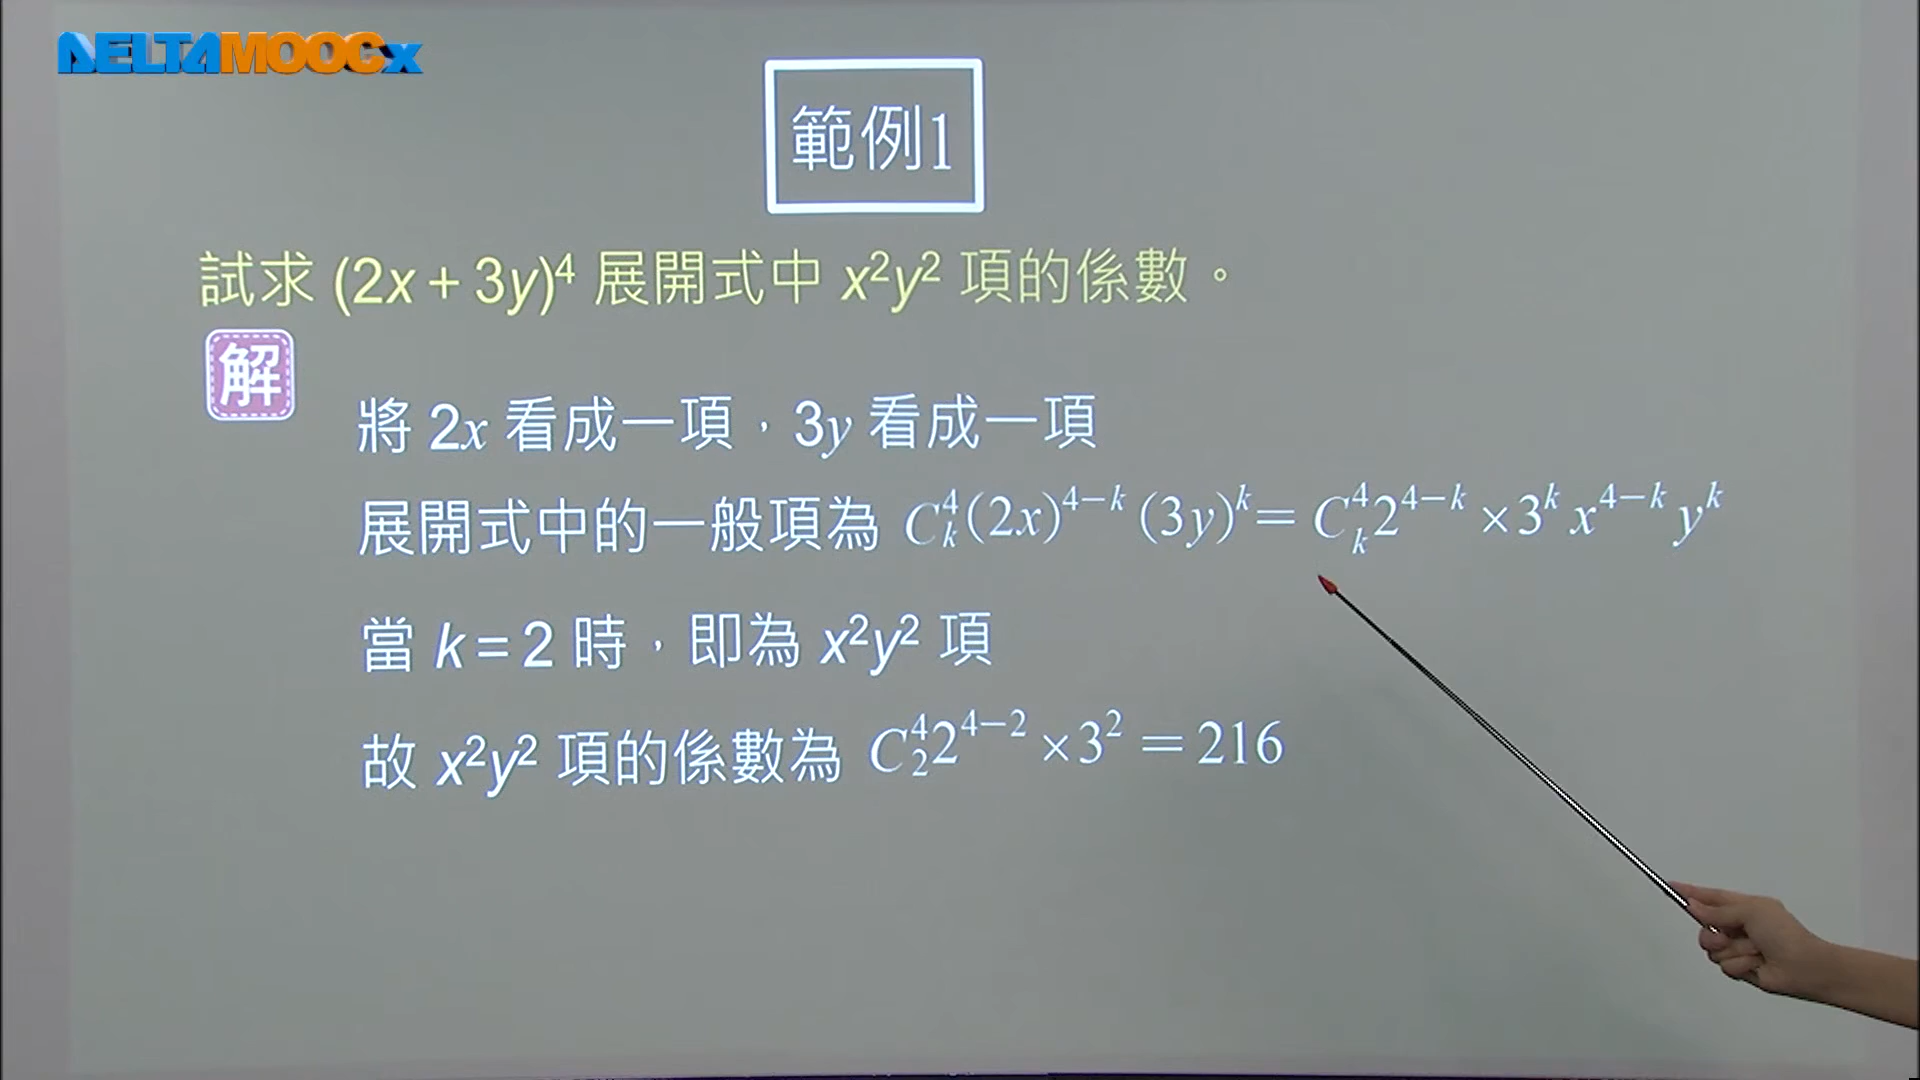 DELTAMOOCx
範例1
試求 (2x + 3y)⁴ 展開式中 x²y² 項的係數。
解
將 2x 看成一項，3y 看成一項
展開式中的一般項為 C⁴ₖ(2x)⁴⁻ᵏ(3y)ᵏ = C⁴ₖ2⁴⁻ᵏ × 3ᵏx⁴⁻ᵏyᵏ
當 k = 2 時，即為 x²y² 項
故 x²y² 項的係數為 C⁴₂2⁴⁻² × 3² = 216